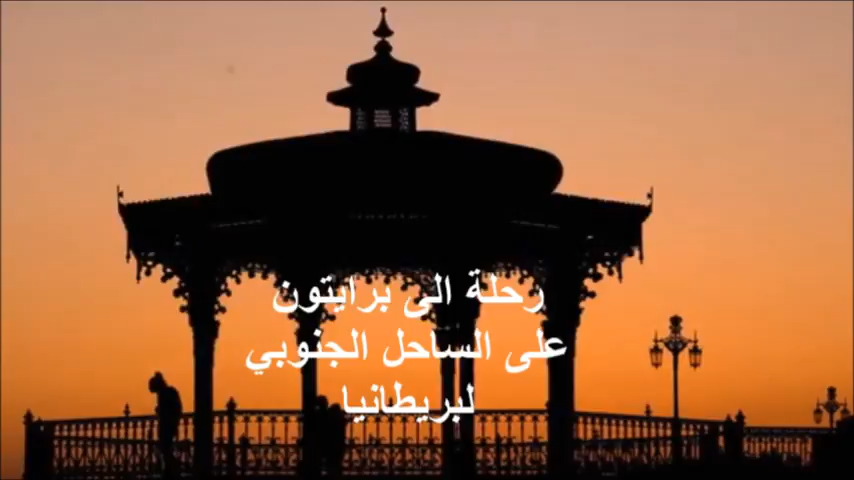 رحلة الى برايتون
على الساحل الجنوبي
لبريطانيا